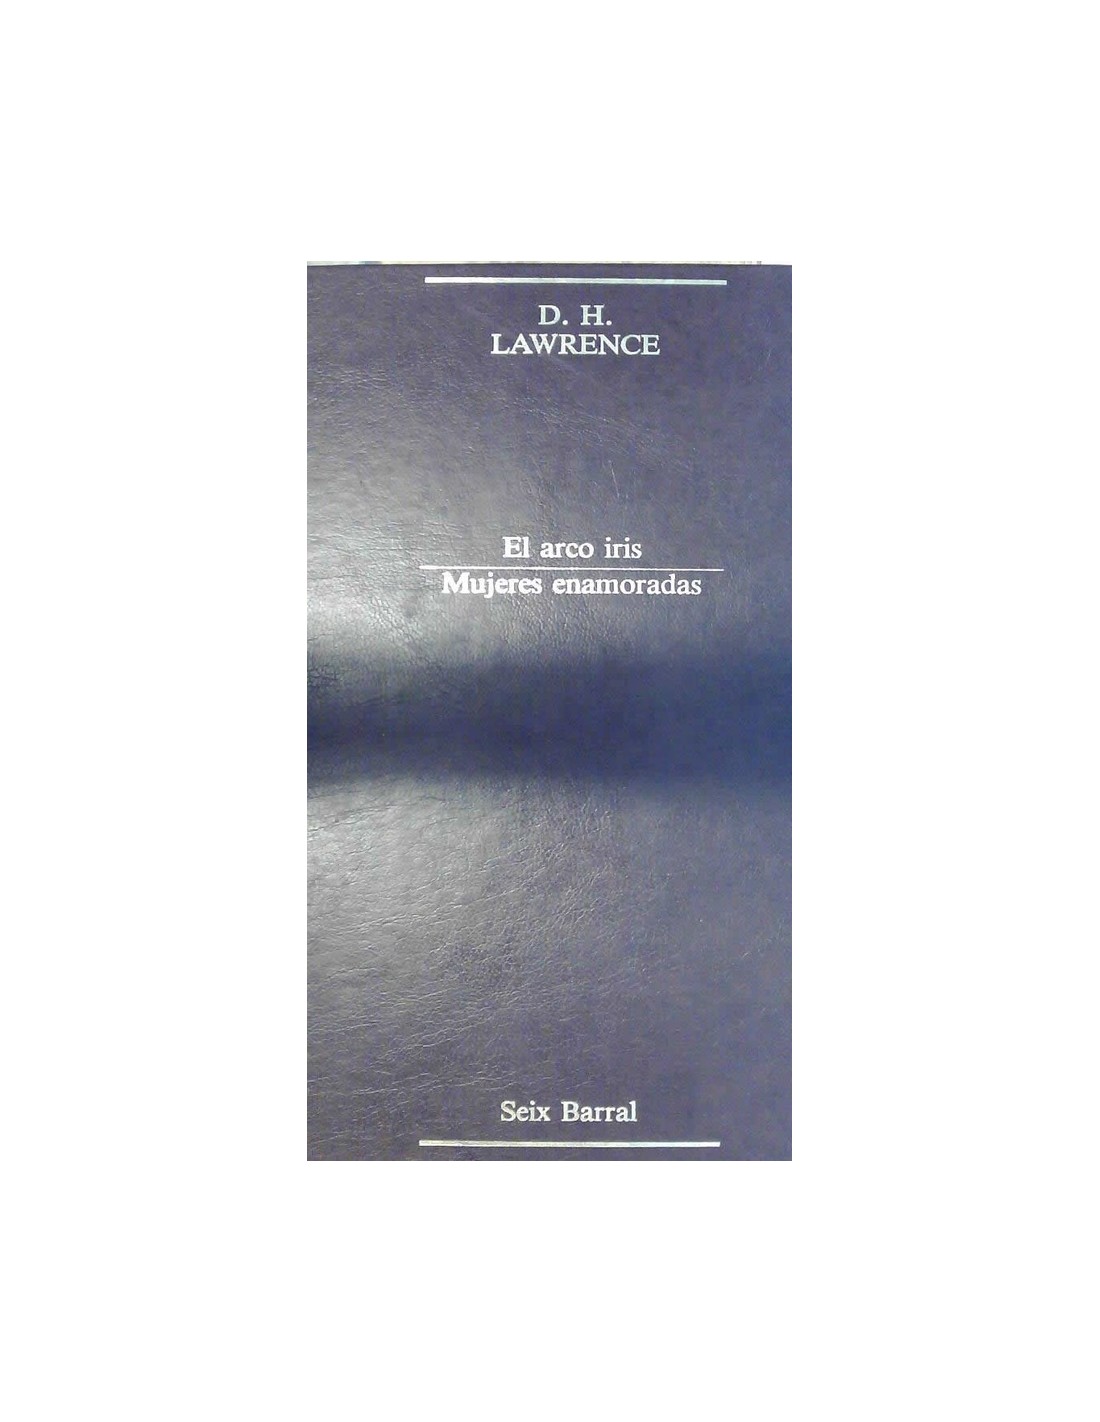 D. H.
LAWRENCE
El arco iris
Mujeres enamoradas
Seix Barral